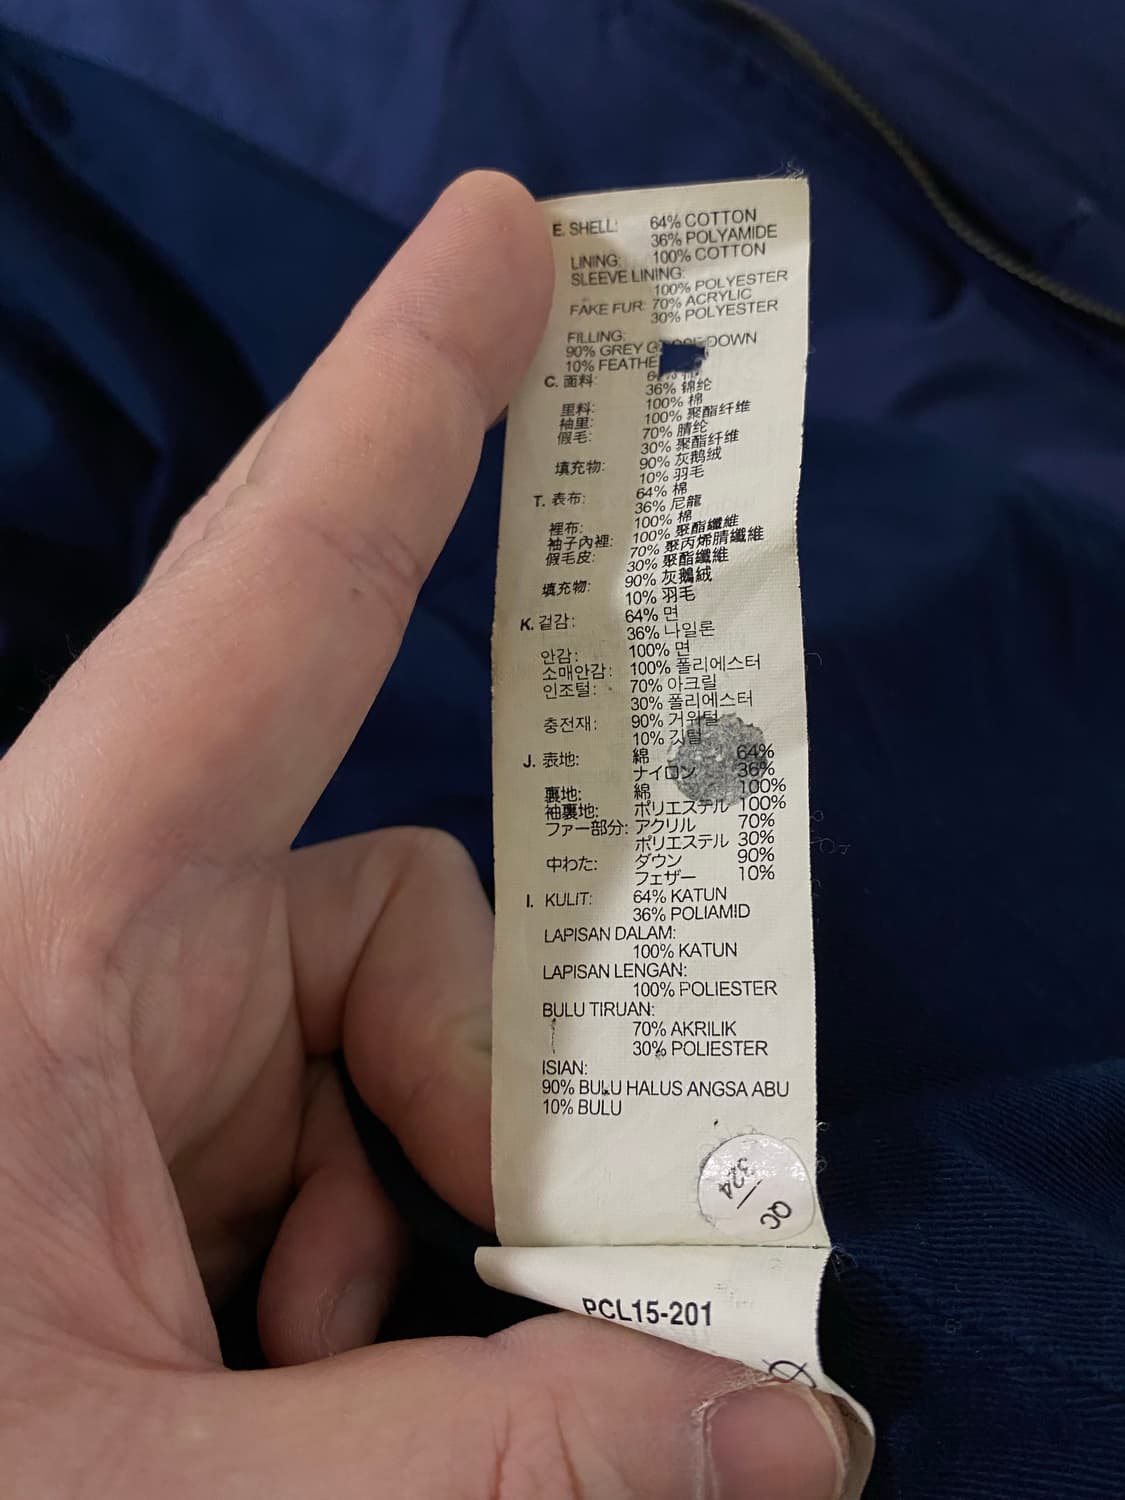 E. SHELL: 64% COTTON
36% POLYAMIDE
LINING: 100% COTTON
SLEEVE LINING:
100% POLYESTER
FAKE FUR: 70% ACRYLIC
30% POLYESTER
FILLING:
90% GREY DOWN
10% FEATHE
C. 面料:
36% 锦纶
里料: 100% 棉
袖里: 100% 聚酯纤维
假毛: 70% 腈纶
30% 聚酯纤维
填充物: 90% 灰鹅绒
10% 羽毛
T. 表布: 64% 棉
36% 尼龍
裡布: 100% 棉
袖子內裡: 100% 聚酯纖維
假毛皮: 70% 聚丙烯腈纖維
30% 聚酯纖維
填充物: 90% 灰鵝絨
10% 羽毛
K. 겉감: 64% 면
36% 나일론
안감: 100% 면
소매안감: 100% 폴리에스터
인조털: 70% 아크릴
30% 폴리에스터
충전재: 90% 거위털
10% 깃털
J. 表地: 綿 64%
ナイロン 36%
裏地: 綿 100%
袖裏地: ポリエステル 100%
ファー部分: アクリル 70%
ポリエステル 30%
中わた: ダウン 90%
フェザー 10%
I. KULIT: 64% KATUN
36% POLIAMID
LAPISAN DALAM:
100% KATUN
LAPISAN LENGAN:
100% POLIESTER
BULU TIRUAN:
70% AKRILIK
30% POLIESTER
ISIAN:
90% BULU HALUS ANGSA ABU
10% BULU
324
QC
PCL15-201